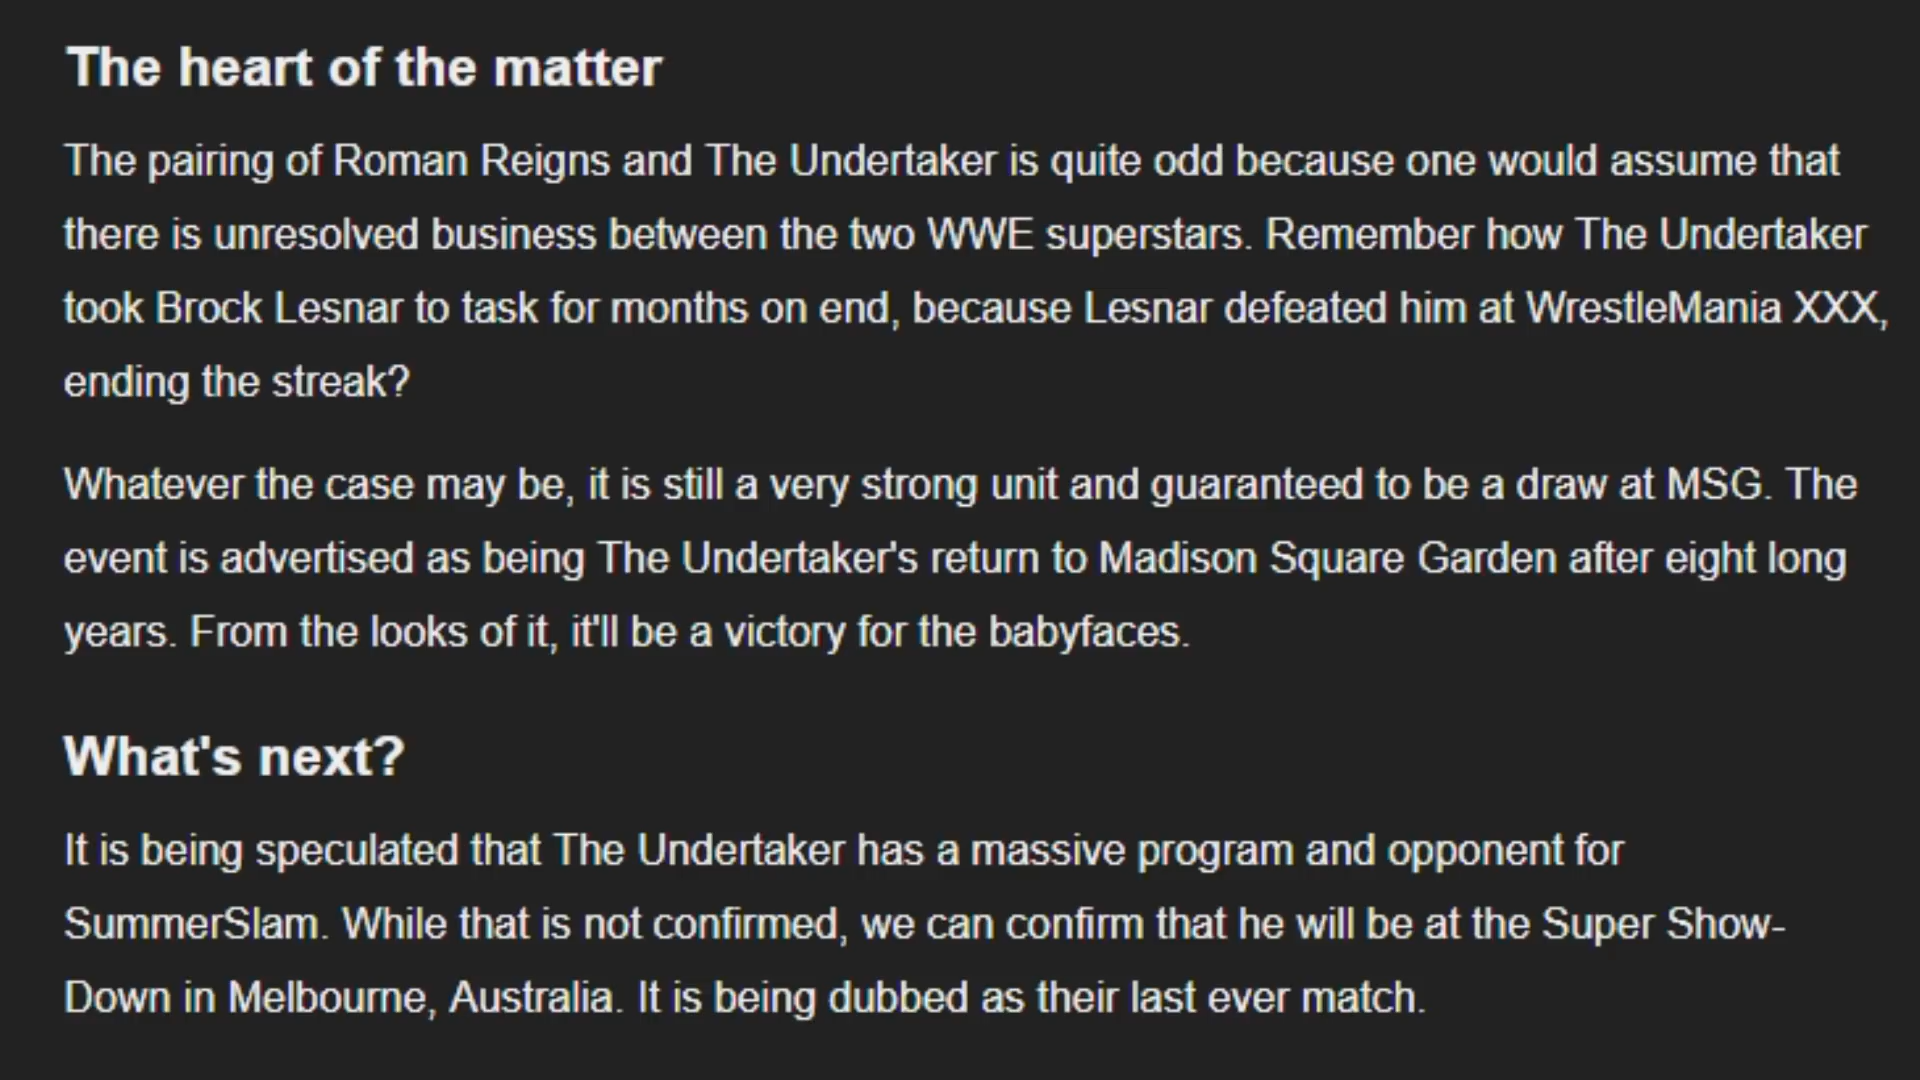 The heart of the matter
The pairing of Roman Reigns and The Undertaker is quite odd because one would assume that
there is unresolved business between the two WWE superstars. Remember how The Undertaker
took Brock Lesnar to task for months on end, because Lesnar defeated him at WrestleMania XXX,
ending the streak?
Whatever the case may be, it is still a very strong unit and guaranteed to be a draw at MSG. The
event is advertised as being The Undertaker's return to Madison Square Garden after eight long
years. From the looks of it, it'll be a victory for the babyfaces.
What's next?
It is being speculated that The Undertaker has a massive program and opponent for
SummerSlam. While that is not confirmed, we can confirm that he will be at the Super Show-
Down in Melbourne, Australia. It is being dubbed as their last ever match.